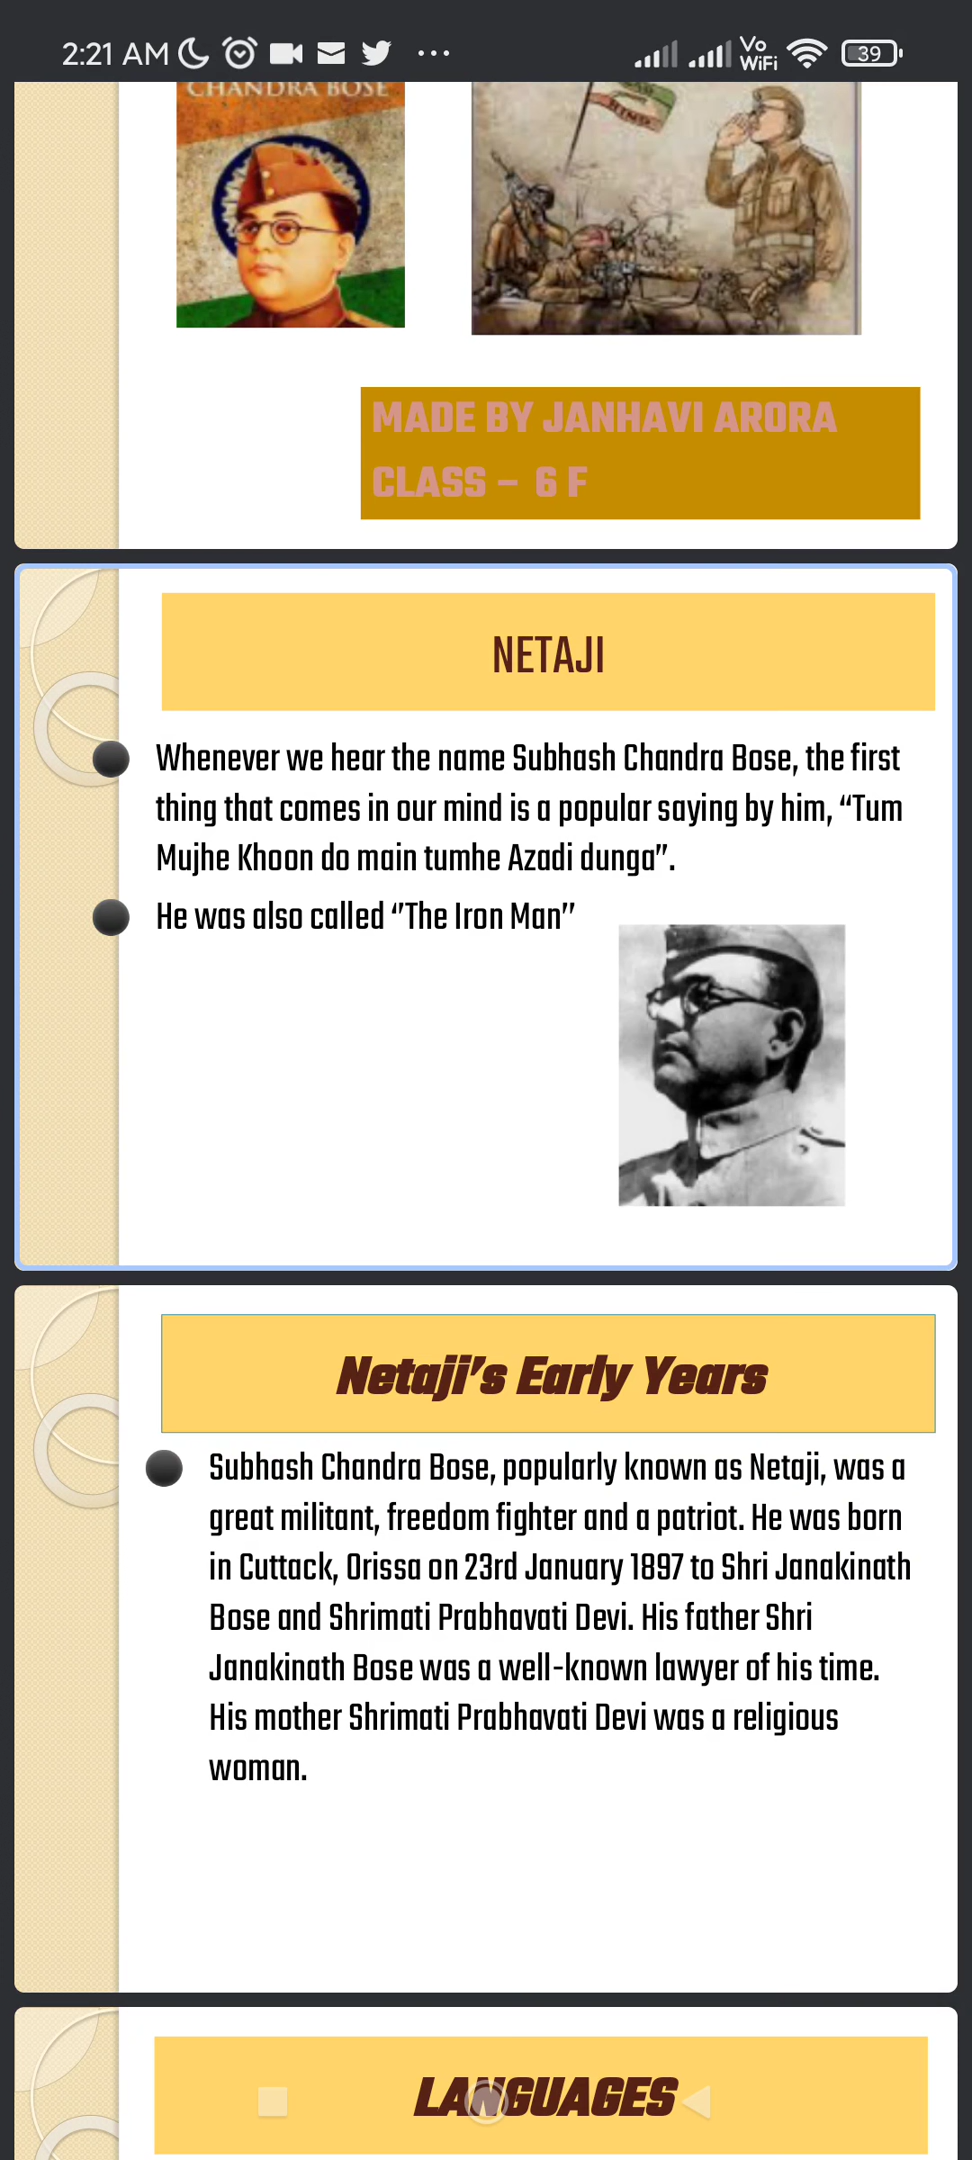 2:21 AM
Vo
WiFi
39
CHANDRA BOSE
MADE BY JANHAVI ARORA
CLASS – 6 F
NETAJI
Whenever we hear the name Subhash Chandra Bose, the first
thing that comes in our mind is a popular saying by him, “Tum
Mujhe Khoon do main tumhe Azadi dunga”.
He was also called ‘’The Iron Man’’
Netaji’s Early Years
Subhash Chandra Bose, popularly known as Netaji, was a
great militant, freedom fighter and a patriot. He was born
in Cuttack, Orissa on 23rd January 1897 to Shri Janakinath
Bose and Shrimati Prabhavati Devi. His father Shri
Janakinath Bose was a well-known lawyer of his time.
His mother Shrimati Prabhavati Devi was a religious
woman.
LANGUAGES